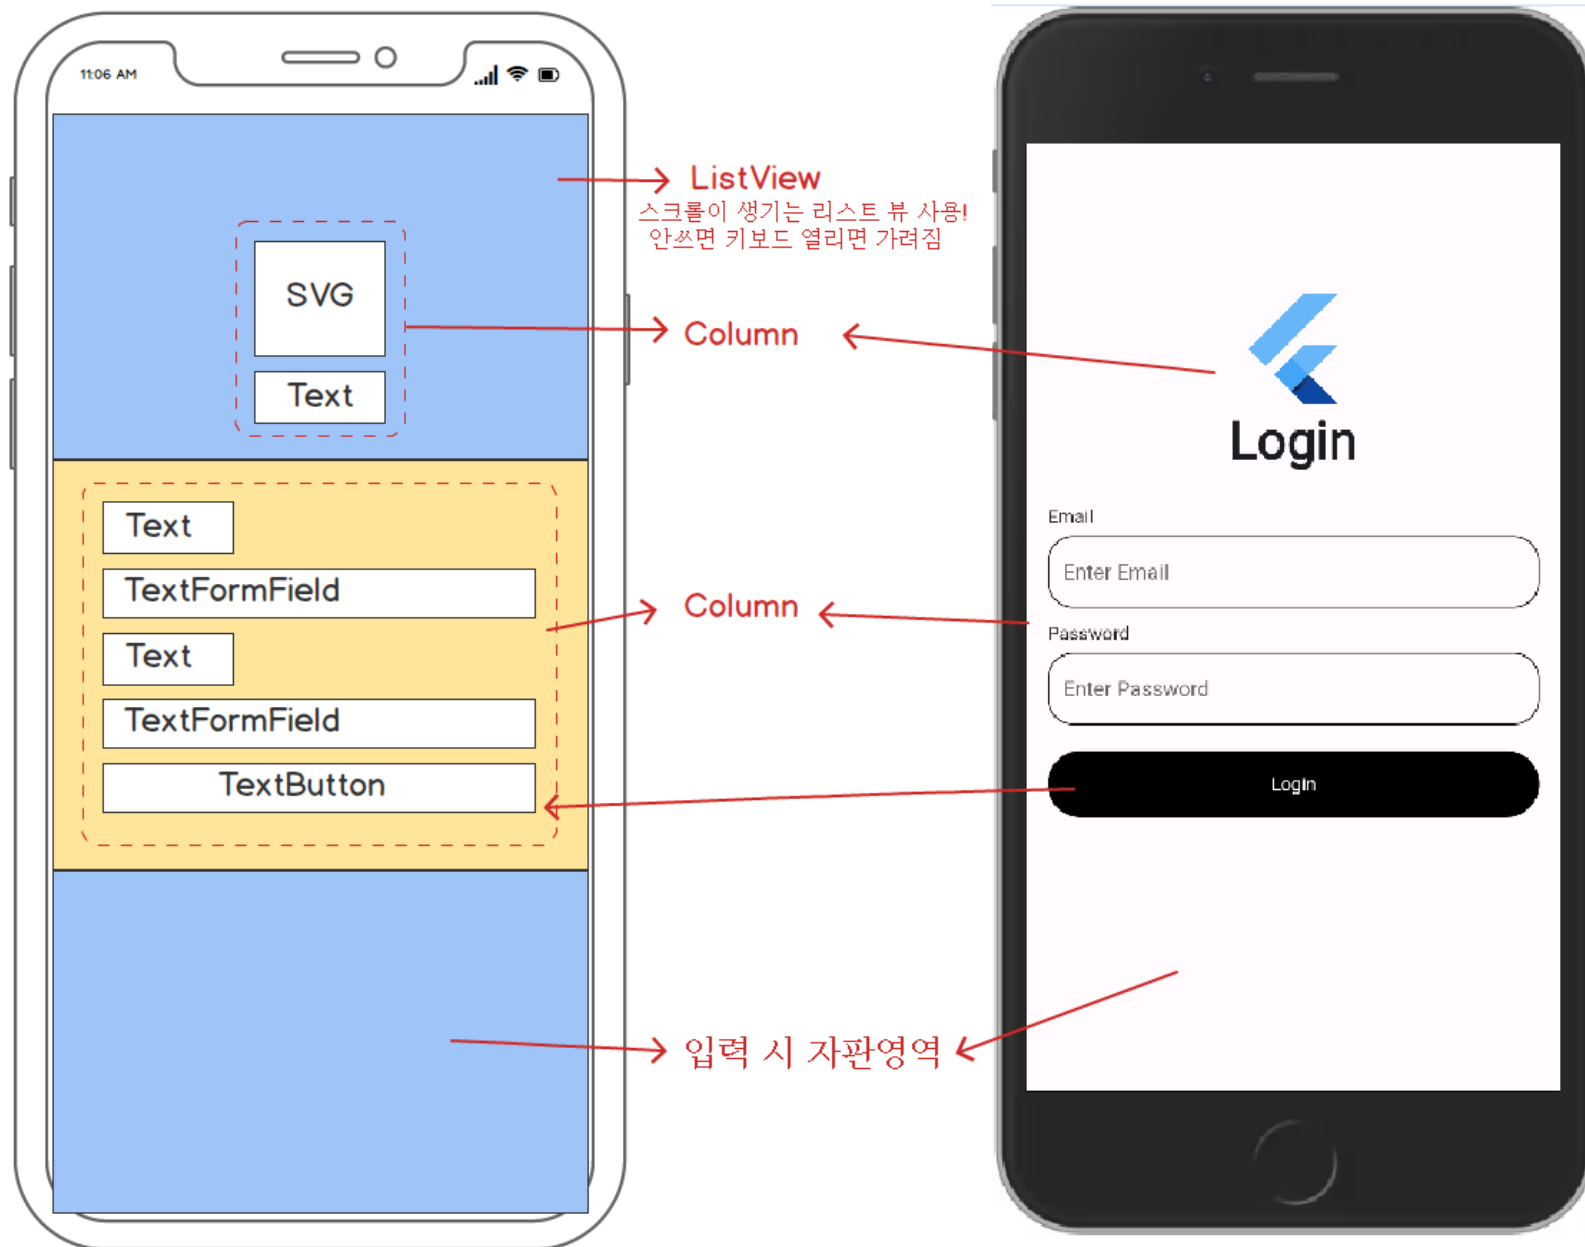 11:06 AM
ListView
스크롤이 생기는 리스트 뷰 사용!
안쓰면 키보드 열리면 가려짐
SVG
Text
Column
Login
Text
TextFormField
Text
TextFormField
TextButton
Column
Email
Enter Email
Password
Enter Password
Login
입력 시 자판영역